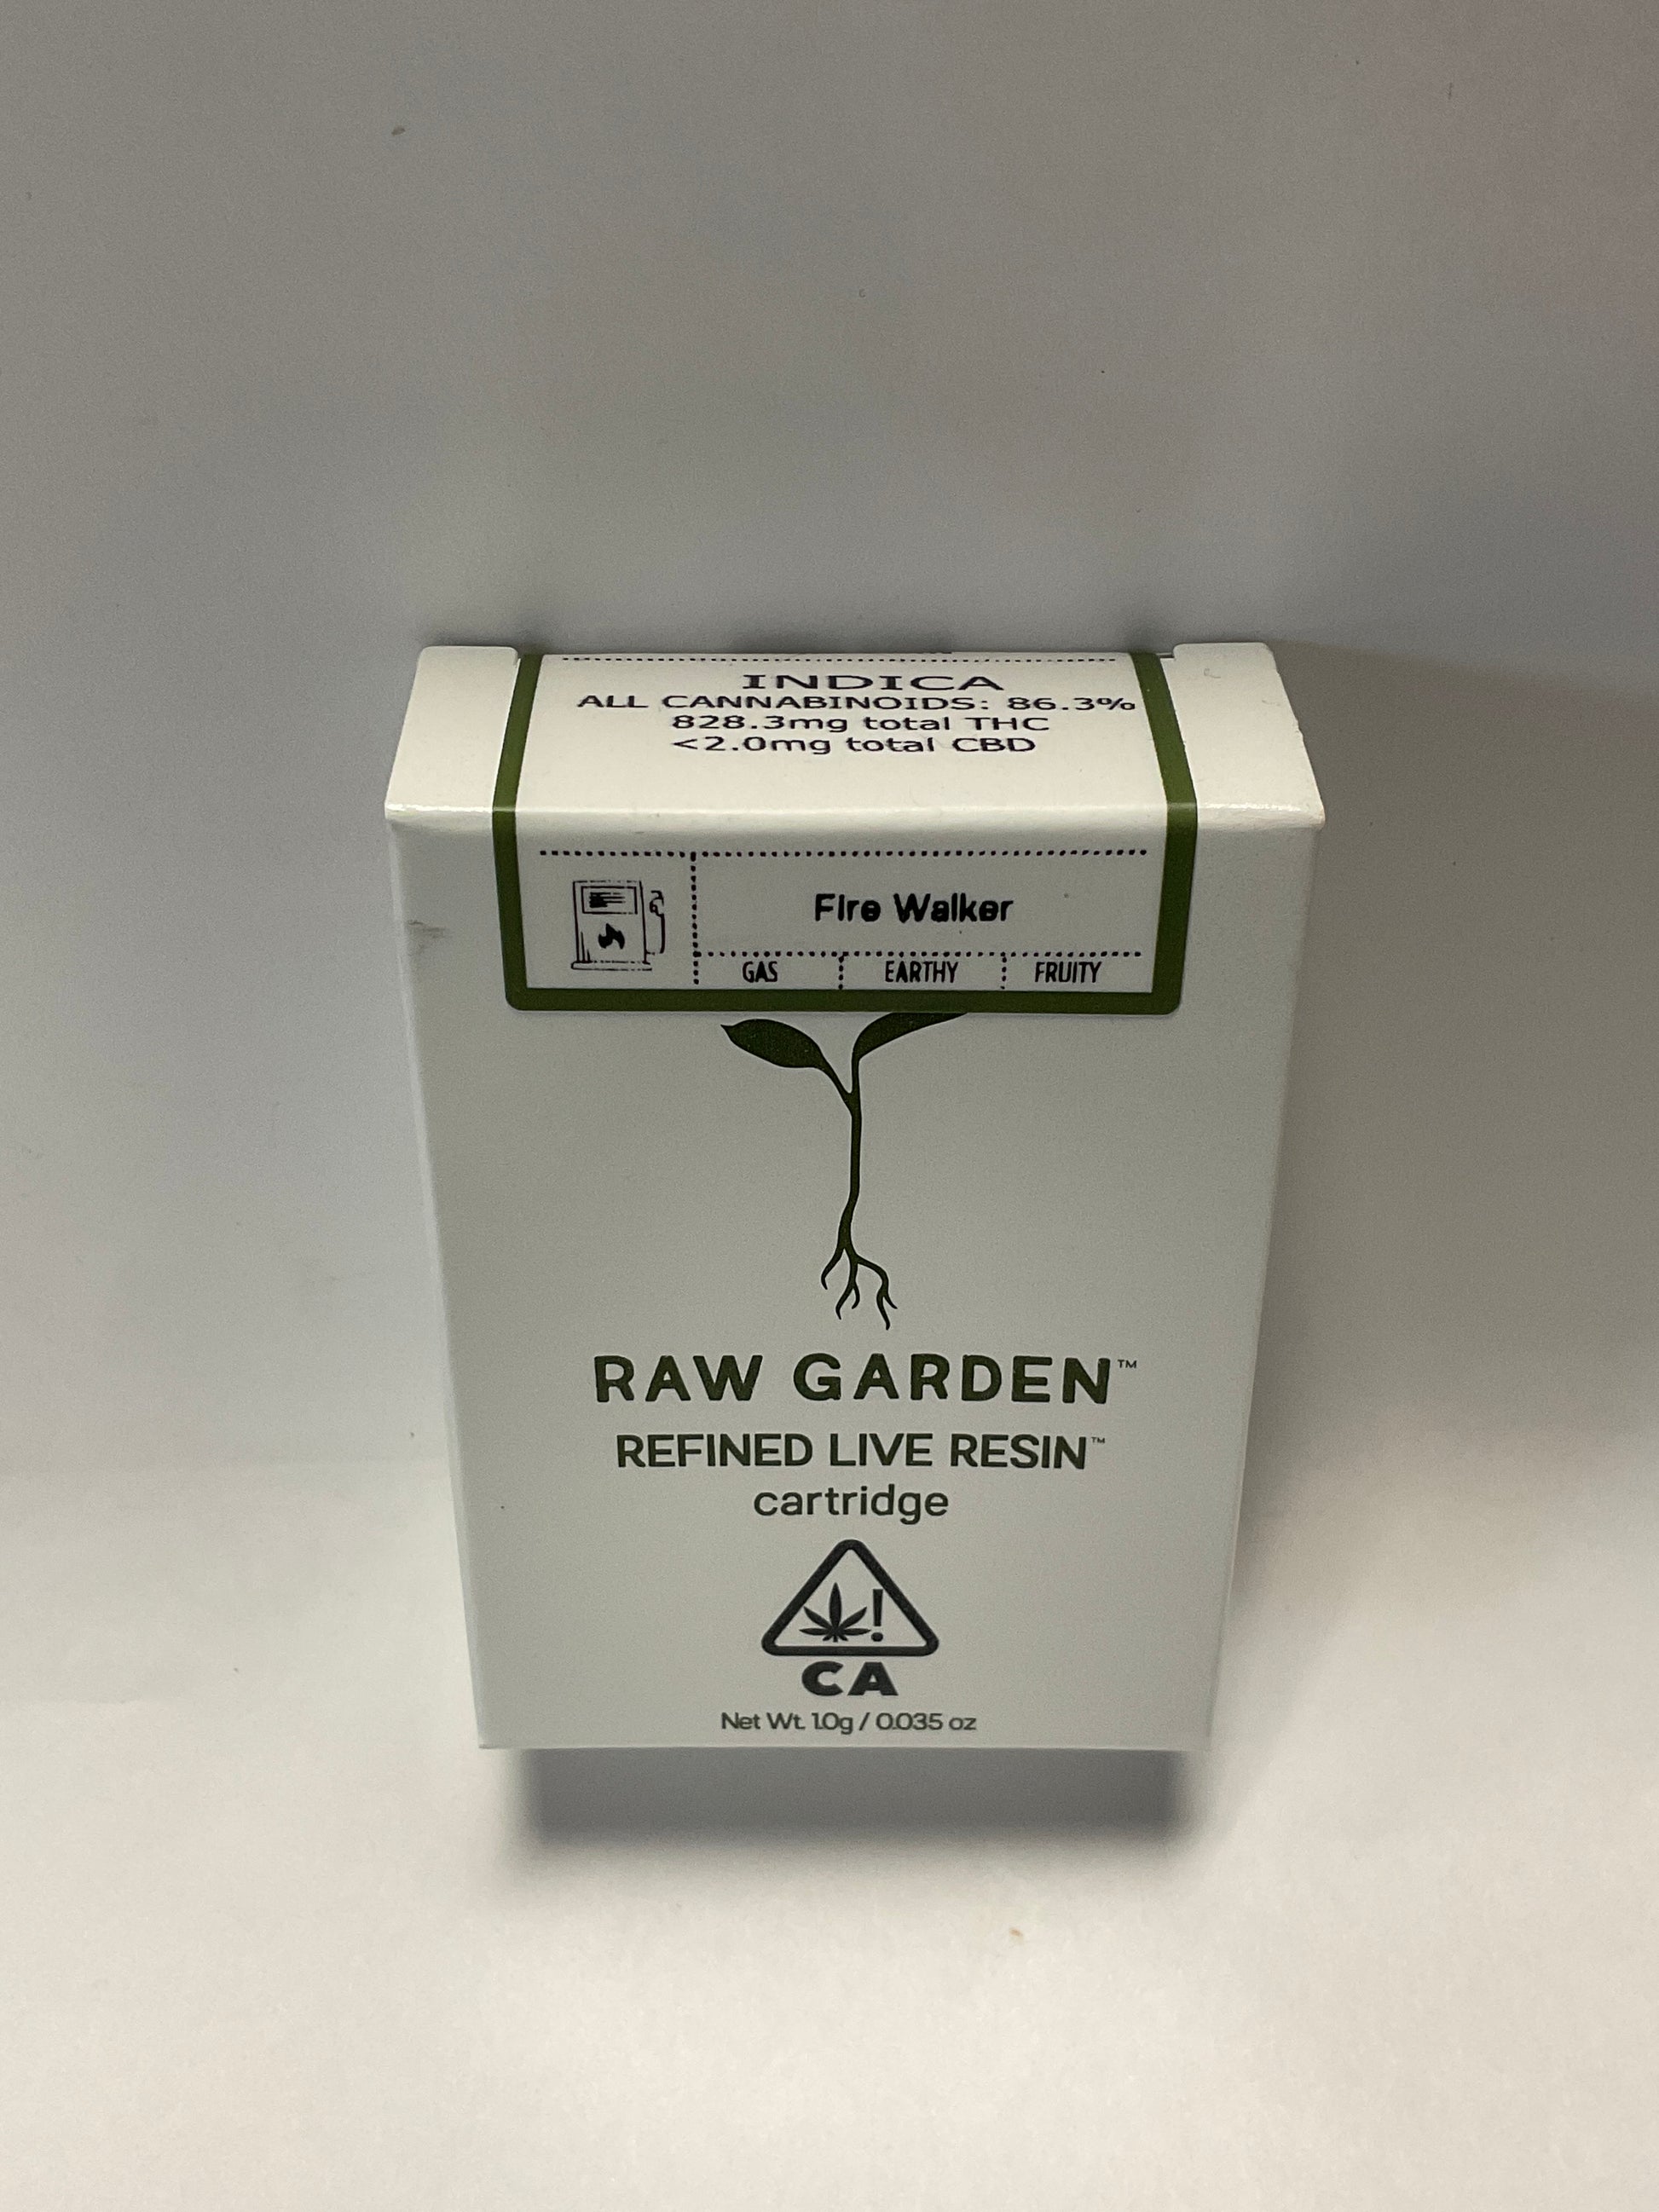 INDICA
ALL CANNABINOIDS: 86.3%
828.3mg total THC
<2.0mg total CBD
Fire Walker
GAS EARTHY FRUITY
RAW GARDEN™
REFINED LIVE RESIN™
cartridge
CA
Net Wt. 1.0g / 0.035 oz